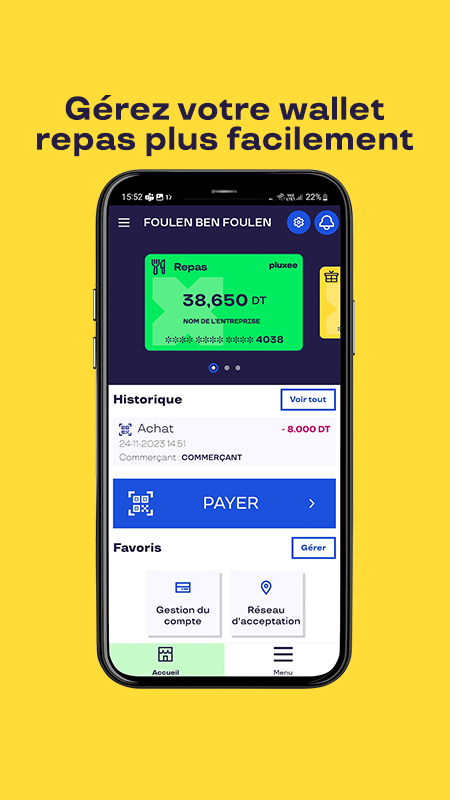 Gérez votre wallet
repas plus facilement
15:52
22%
FOULEN BEN FOULEN
Repas
pluxee
38,650 DT
NOM DE L'ENTREPRISE
**** **** **** **** 4038
Historique
Voir tout
Achat
- 8.000 DT
24-11-2023 14:51
Commerçant : COMMERÇANT
PAYER
Favoris
Gérer
Gestion du
compte
Réseau
d'acceptation
Accueil
Menu